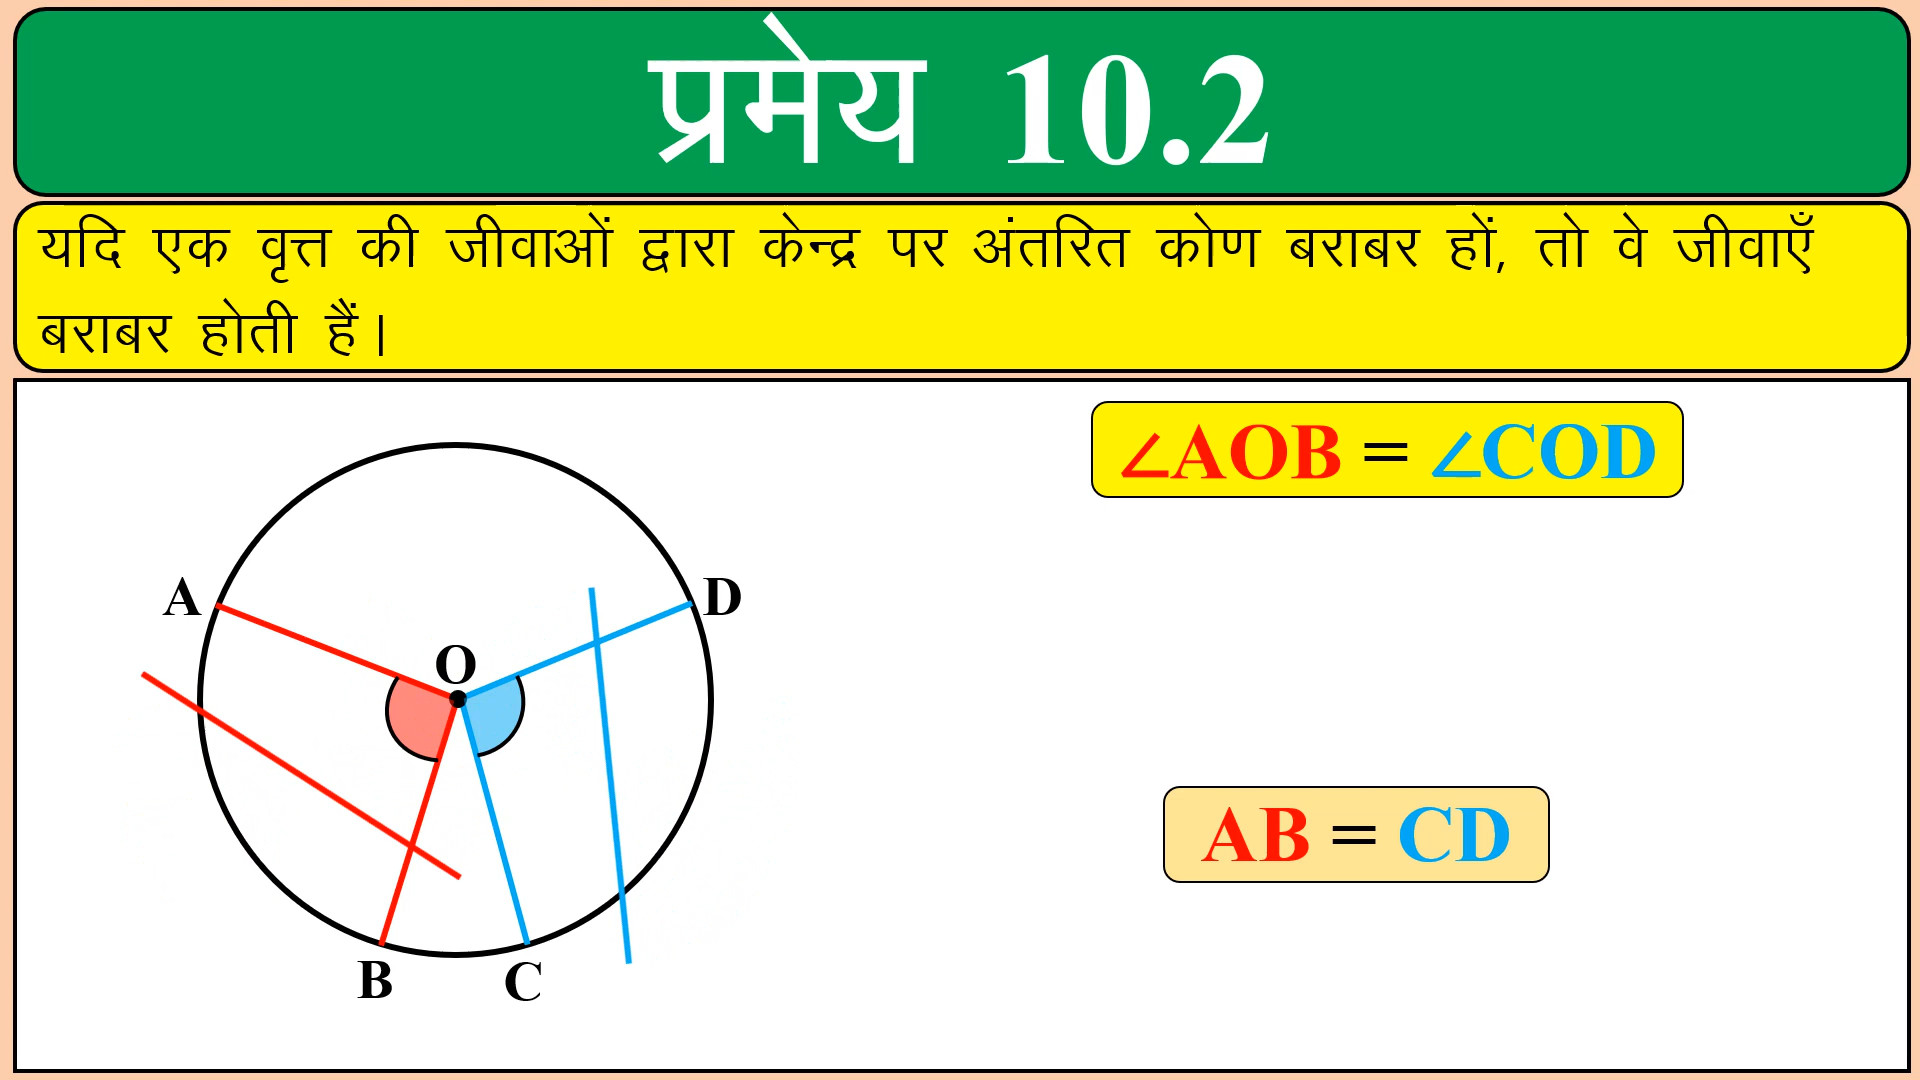 प्रमेय 10.2
यदि एक वृत्त की जीवाओं द्वारा केन्द्र पर अंतरित कोण बराबर हों, तो वे जीवाएँ
बराबर होती हैं।
∠AOB = ∠COD
A
D
O
AB = CD
B
C